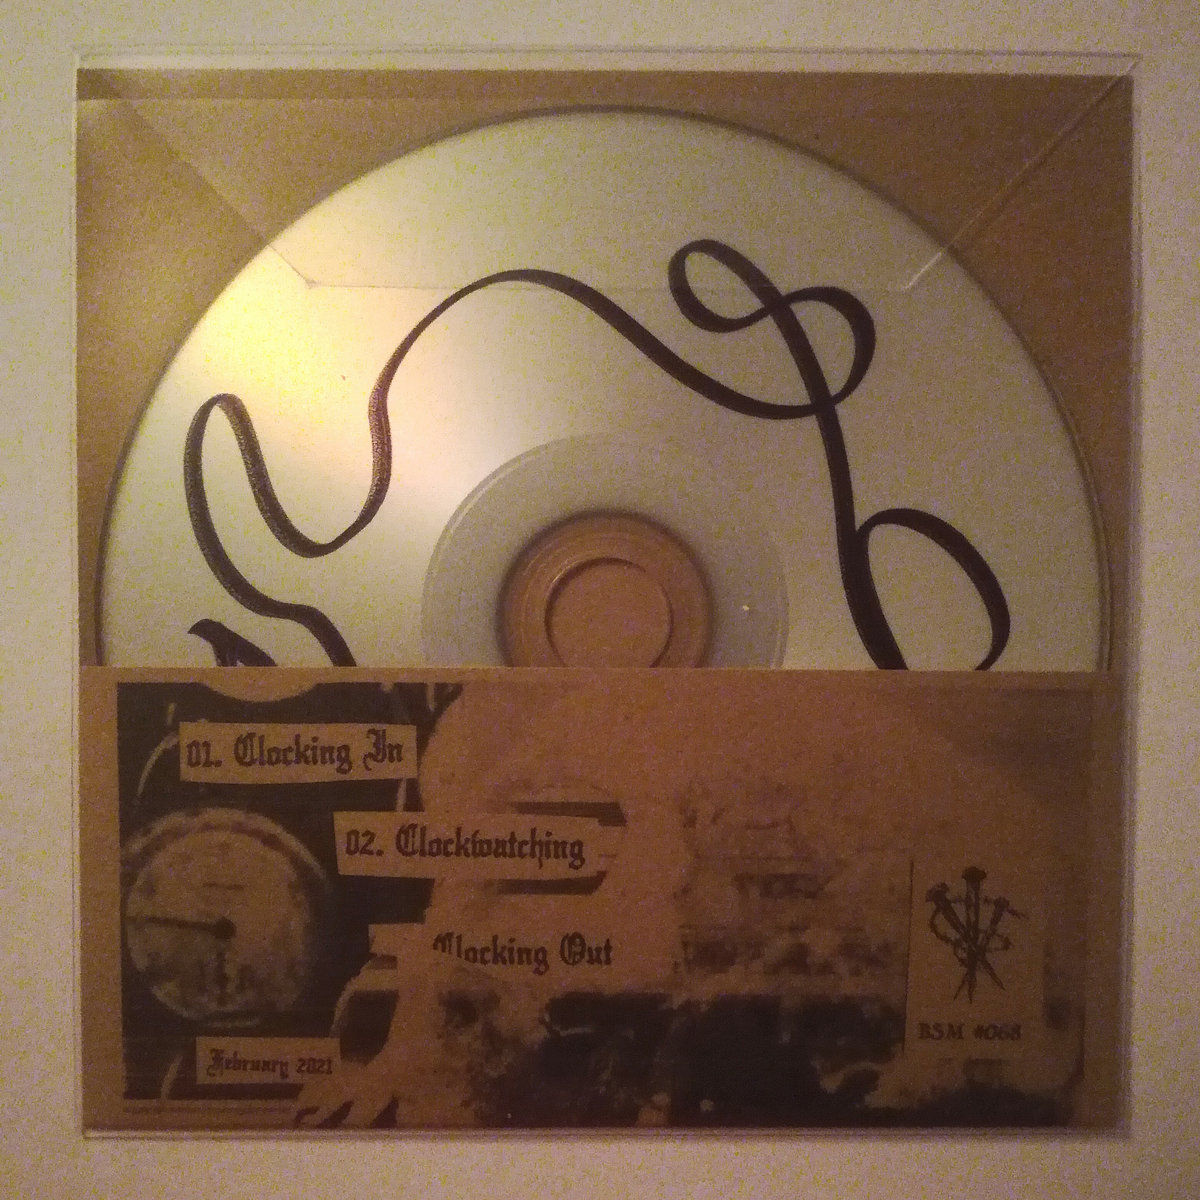 01. Clocking In
02. Clockwatching
Clocking Out
February 2021
BSM #068